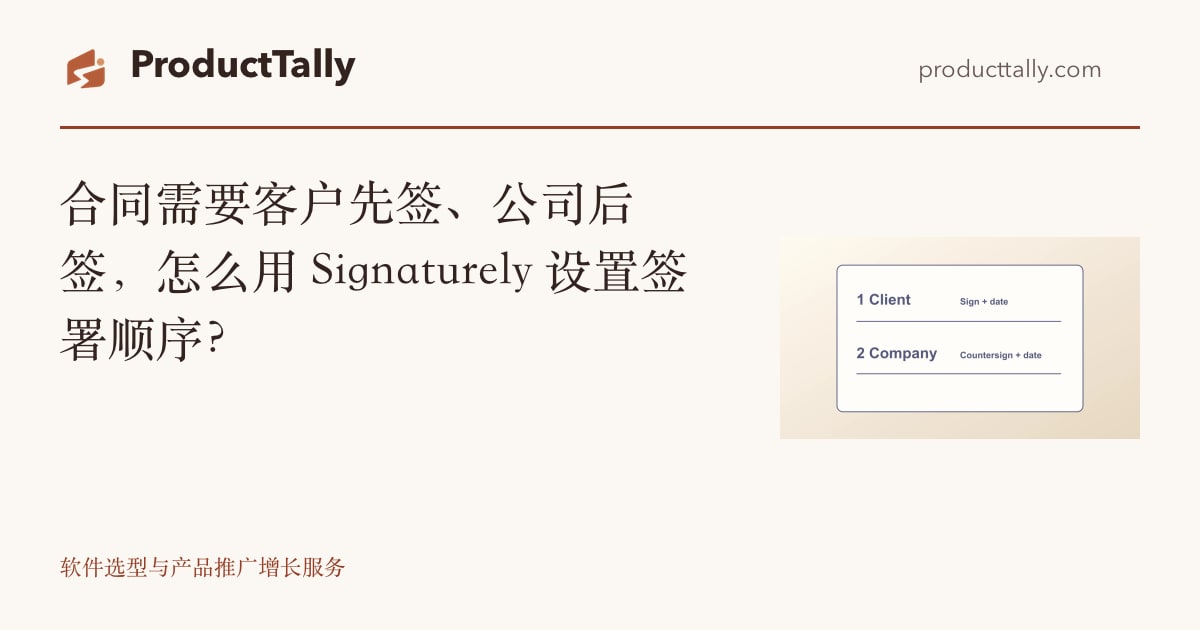 ProductTally
producttally.com
合同需要客户先签、公司后
签，怎么用 Signaturely 设置签
署顺序？
1 Client Sign + date
2 Company Countersign + date
软件选型与产品推广增长服务